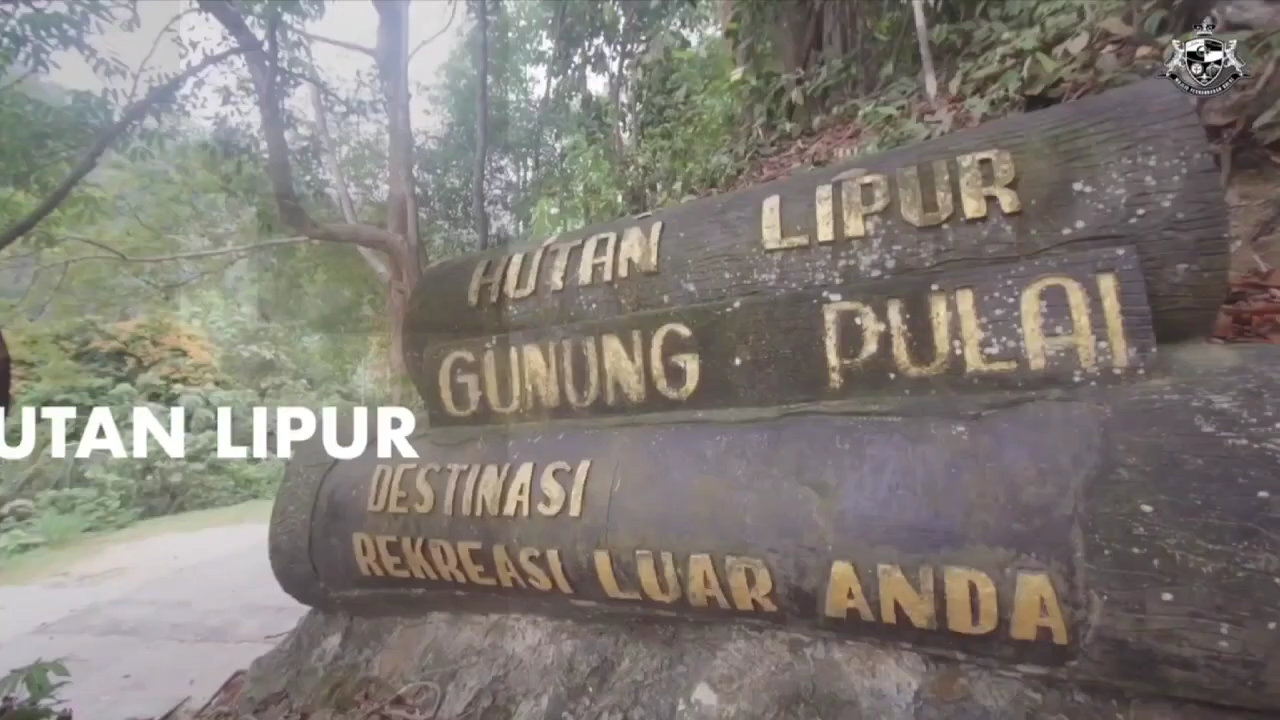 HUTAN LIPUR
GUNUNG PULAI
UTAN LIPUR
DESTINASI
REKREASI LUAR ANDA